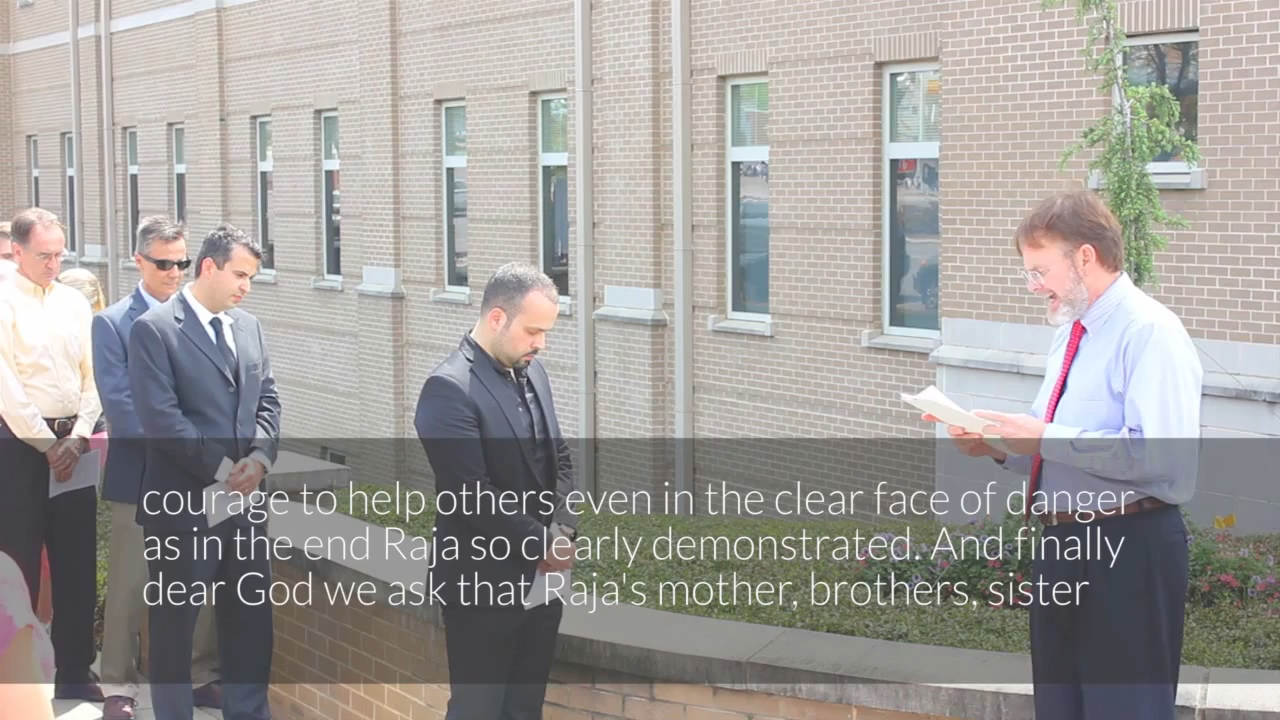 courage to help others even in the clear face of danger
as in the end Raja so clearly demonstrated. And finally
dear God we ask that Raja's mother, brothers, sister